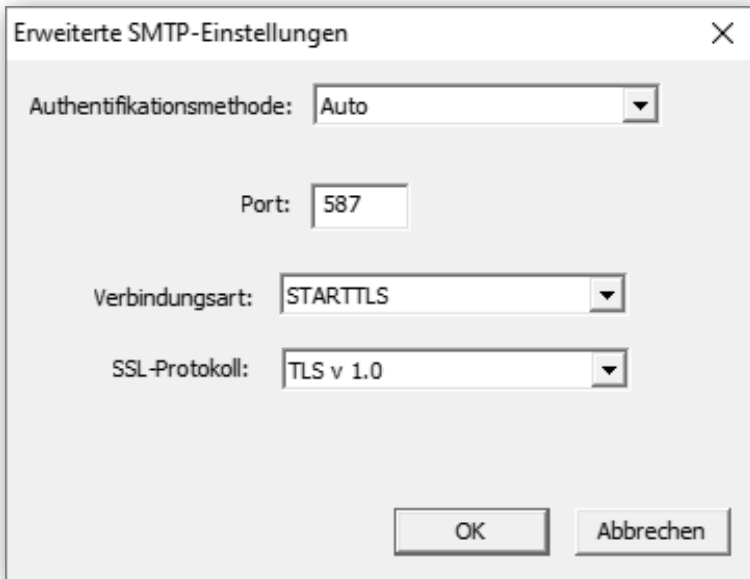 Erweiterte SMTP-Einstellungen
Authentifikationsmethode: Auto
Port: 587
Verbindungsart: STARTTLS
SSL-Protokoll: TLS v 1.0
OK Abbrechen